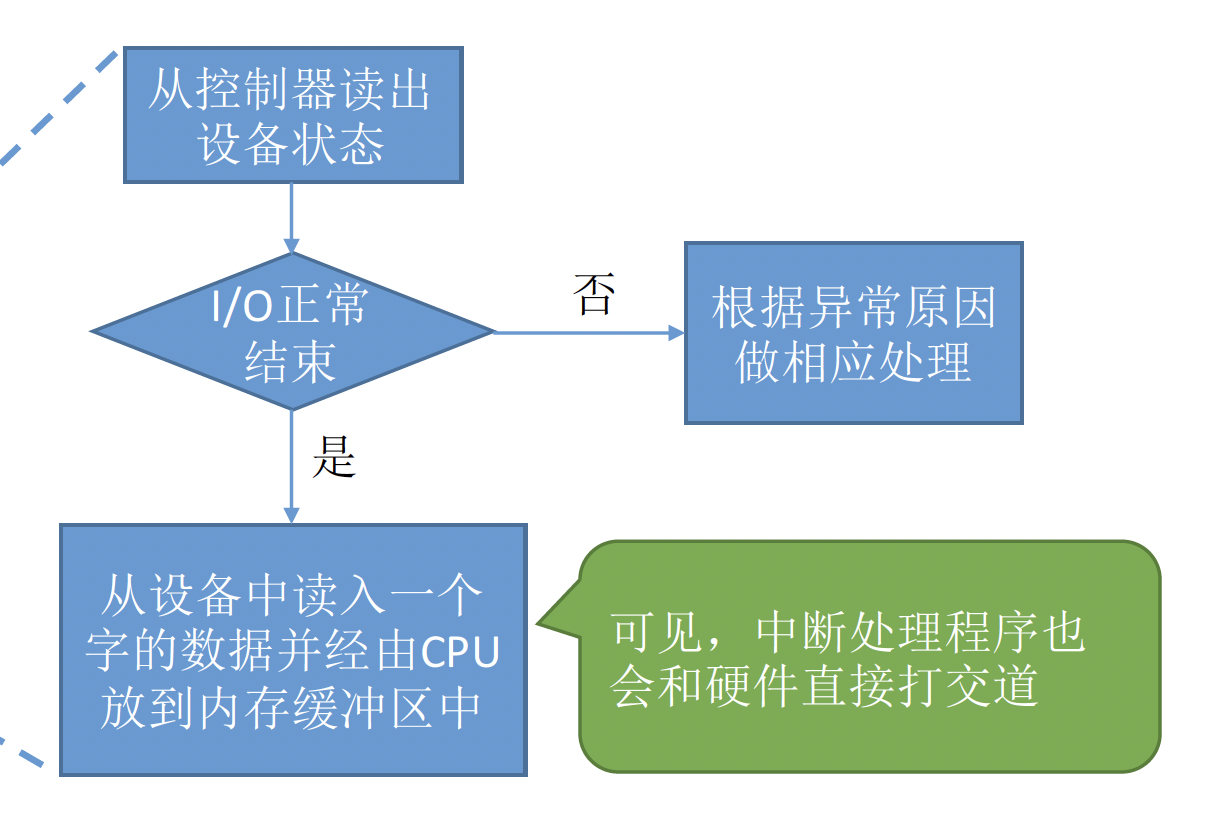 从控制器读出
设备状态
I/O正常
结束
否
根据异常原因
做相应处理
是
从设备中读入一个
字的数据并经由CPU
放到内存缓冲区中
可见，中断处理程序也
会和硬件直接打交道